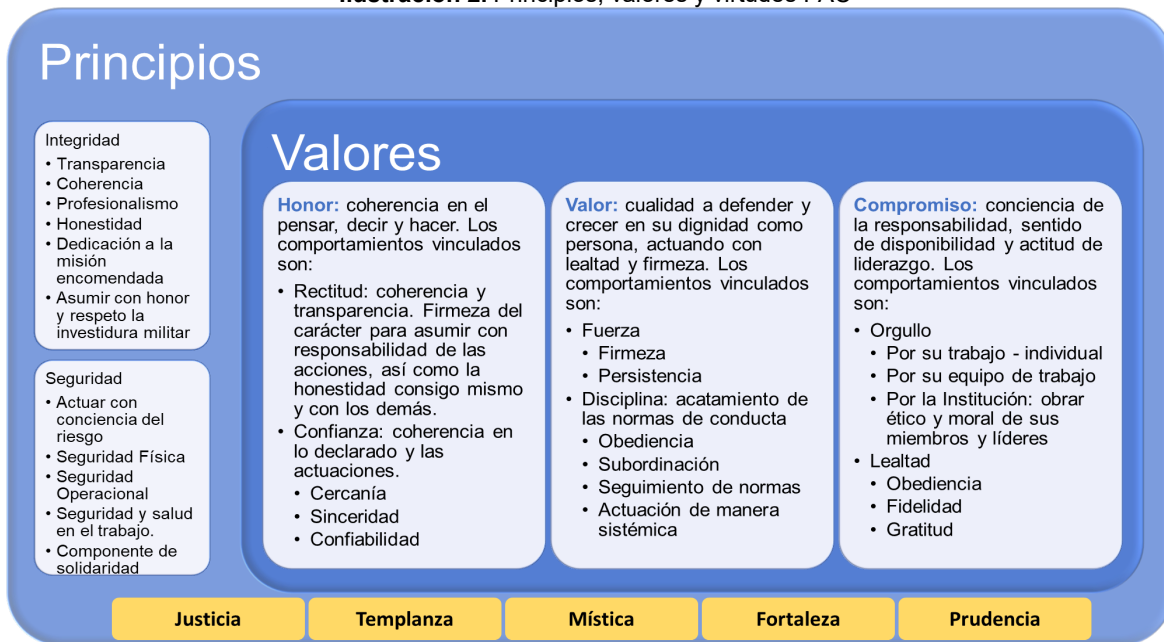 Ilustración 2. Principios, valores y virtudes FAC
Principios
Integridad
• Transparencia
• Coherencia
• Profesionalismo
• Honestidad
• Dedicación a la
misión
encomendada
• Asumir con honor
y respeto la
investidura militar
Seguridad
• Actuar con
conciencia del
riesgo
• Seguridad Física
• Seguridad
Operacional
• Seguridad y salud
en el trabajo.
• Componente de
solidaridad
Valores
Honor: coherencia en el
pensar, decir y hacer. Los
comportamientos vinculados
son:
• Rectitud: coherencia y
transparencia. Firmeza del
carácter para asumir con
responsabilidad de las
acciones, así como la
honestidad consigo mismo
y con los demás.
• Confianza: coherencia en
lo declarado y las
actuaciones.
• Cercanía
• Sinceridad
• Confiabilidad
Valor: cualidad a defender y
crecer en su dignidad como
persona, actuando con
lealtad y firmeza. Los
comportamientos vinculados
son:
• Fuerza
• Firmeza
• Persistencia
• Disciplina: acatamiento de
las normas de conducta
• Obediencia
• Subordinación
• Seguimiento de normas
• Actuación de manera
sistémica
Compromiso: conciencia de
la responsabilidad, sentido
de disponibilidad y actitud de
liderazgo. Los
comportamientos vinculados
son:
• Orgullo
• Por su trabajo - individual
• Por su equipo de trabajo
• Por la Institución: obrar
ético y moral de sus
miembros y líderes
• Lealtad
• Obediencia
• Fidelidad
• Gratitud
Justicia
Templanza
Mística
Fortaleza
Prudencia